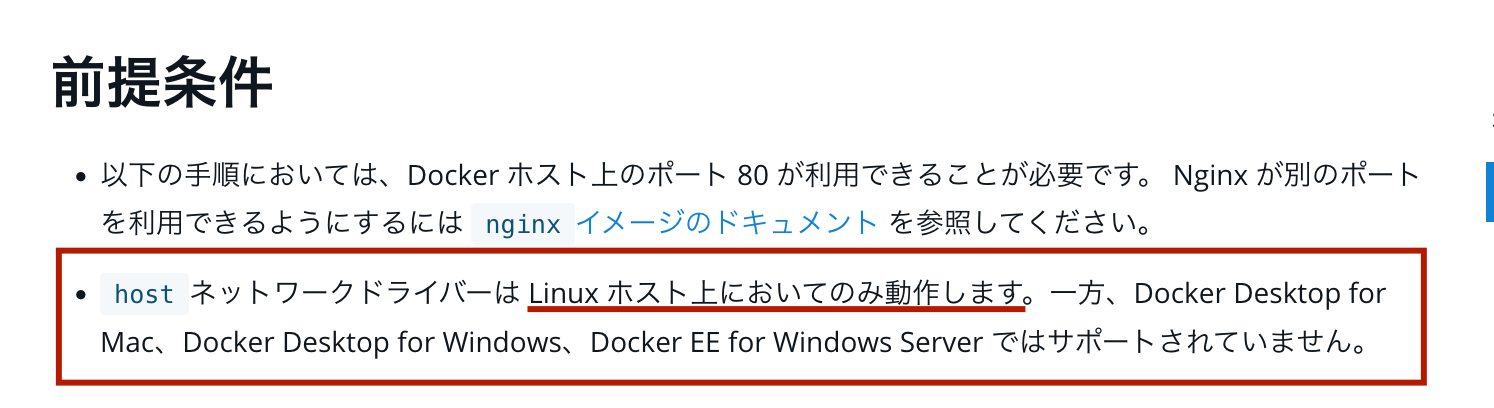 前提条件
• 以下の手順においては、Docker ホスト上のポート 80 が利用できることが必要です。 Nginx が別のポート
を利用できるようにするには nginx イメージのドキュメント を参照してください。
• host ネットワークドライバーは Linux ホスト上においてのみ動作します。一方、Docker Desktop for
Mac、Docker Desktop for Windows、Docker EE for Windows Server ではサポートされていません。